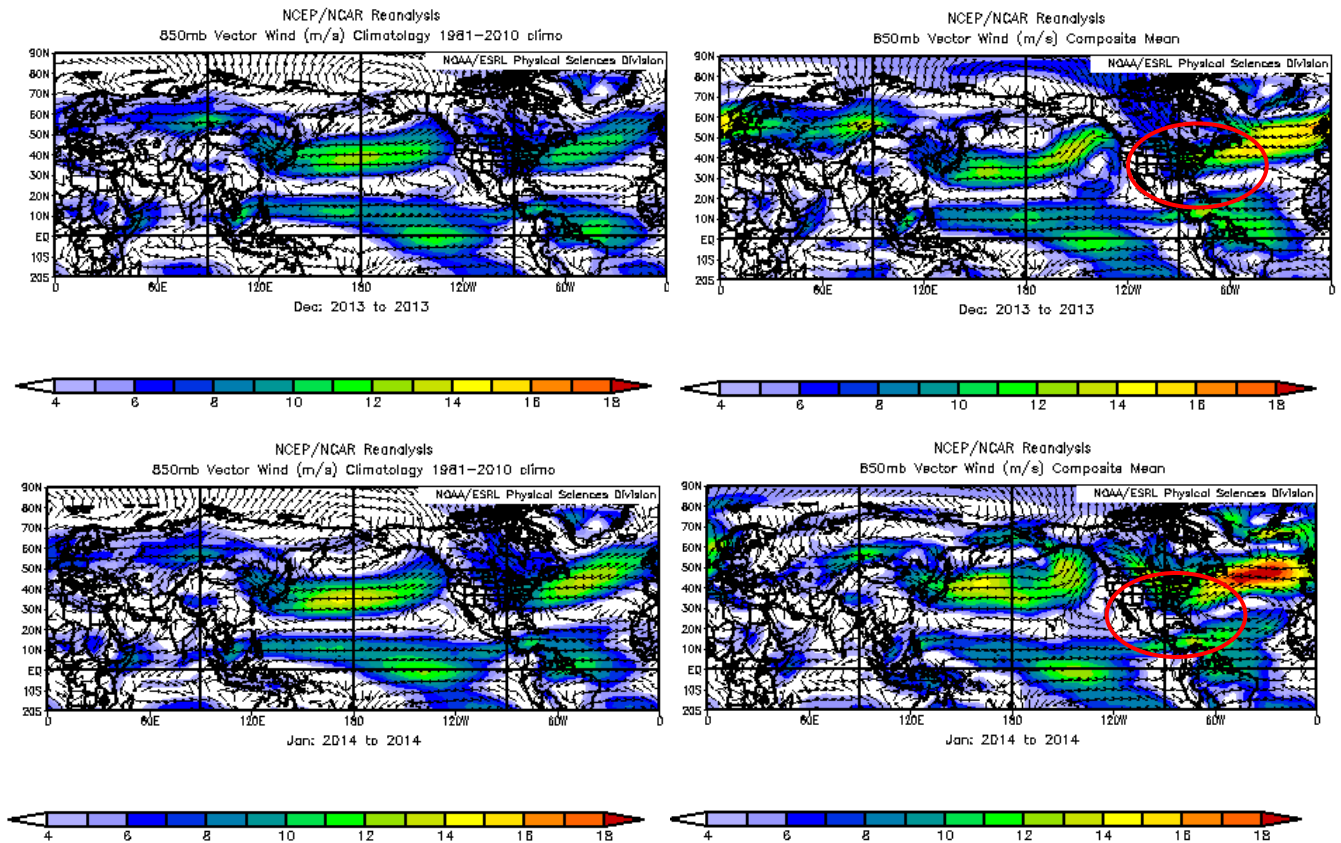 NCEP/NCAR Reanalysis
850mb Vector Wind (m/s) Climatology 1981-2010 climo
NOAA/ESRL Physical Sciences Division
90N
80N
70N
60N
50N
40N
30N
20N
10N
EQ
10S
20S
0 60E 120E 180 120W 60W 0
Dec: 2013 to 2013
4 6 8 10 12 14 16 18
NCEP/NCAR Reanalysis
850mb Vector Wind (m/s) Composite Mean
NOAA/ESRL Physical Sciences Division
90N
80N
70N
60N
50N
40N
30N
20N
10N
EQ
10S
20S
0 60E 120E 180 120W 60W 0
Dec: 2013 to 2013
4 6 8 10 12 14 16 18
NCEP/NCAR Reanalysis
850mb Vector Wind (m/s) Climatology 1981-2010 climo
NOAA/ESRL Physical Sciences Division
90N
80N
70N
60N
50N
40N
30N
20N
10N
EQ
10S
20S
0 60E 120E 180 120W 60W 0
Jan: 2014 to 2014
4 6 8 10 12 14 16 18
NCEP/NCAR Reanalysis
850mb Vector Wind (m/s) Composite Mean
NOAA/ESRL Physical Sciences Division
90N
80N
70N
60N
50N
40N
30N
20N
10N
EQ
10S
20S
0 60E 120E 180 120W 60W 0
Jan: 2014 to 2014
4 6 8 10 12 14 16 18